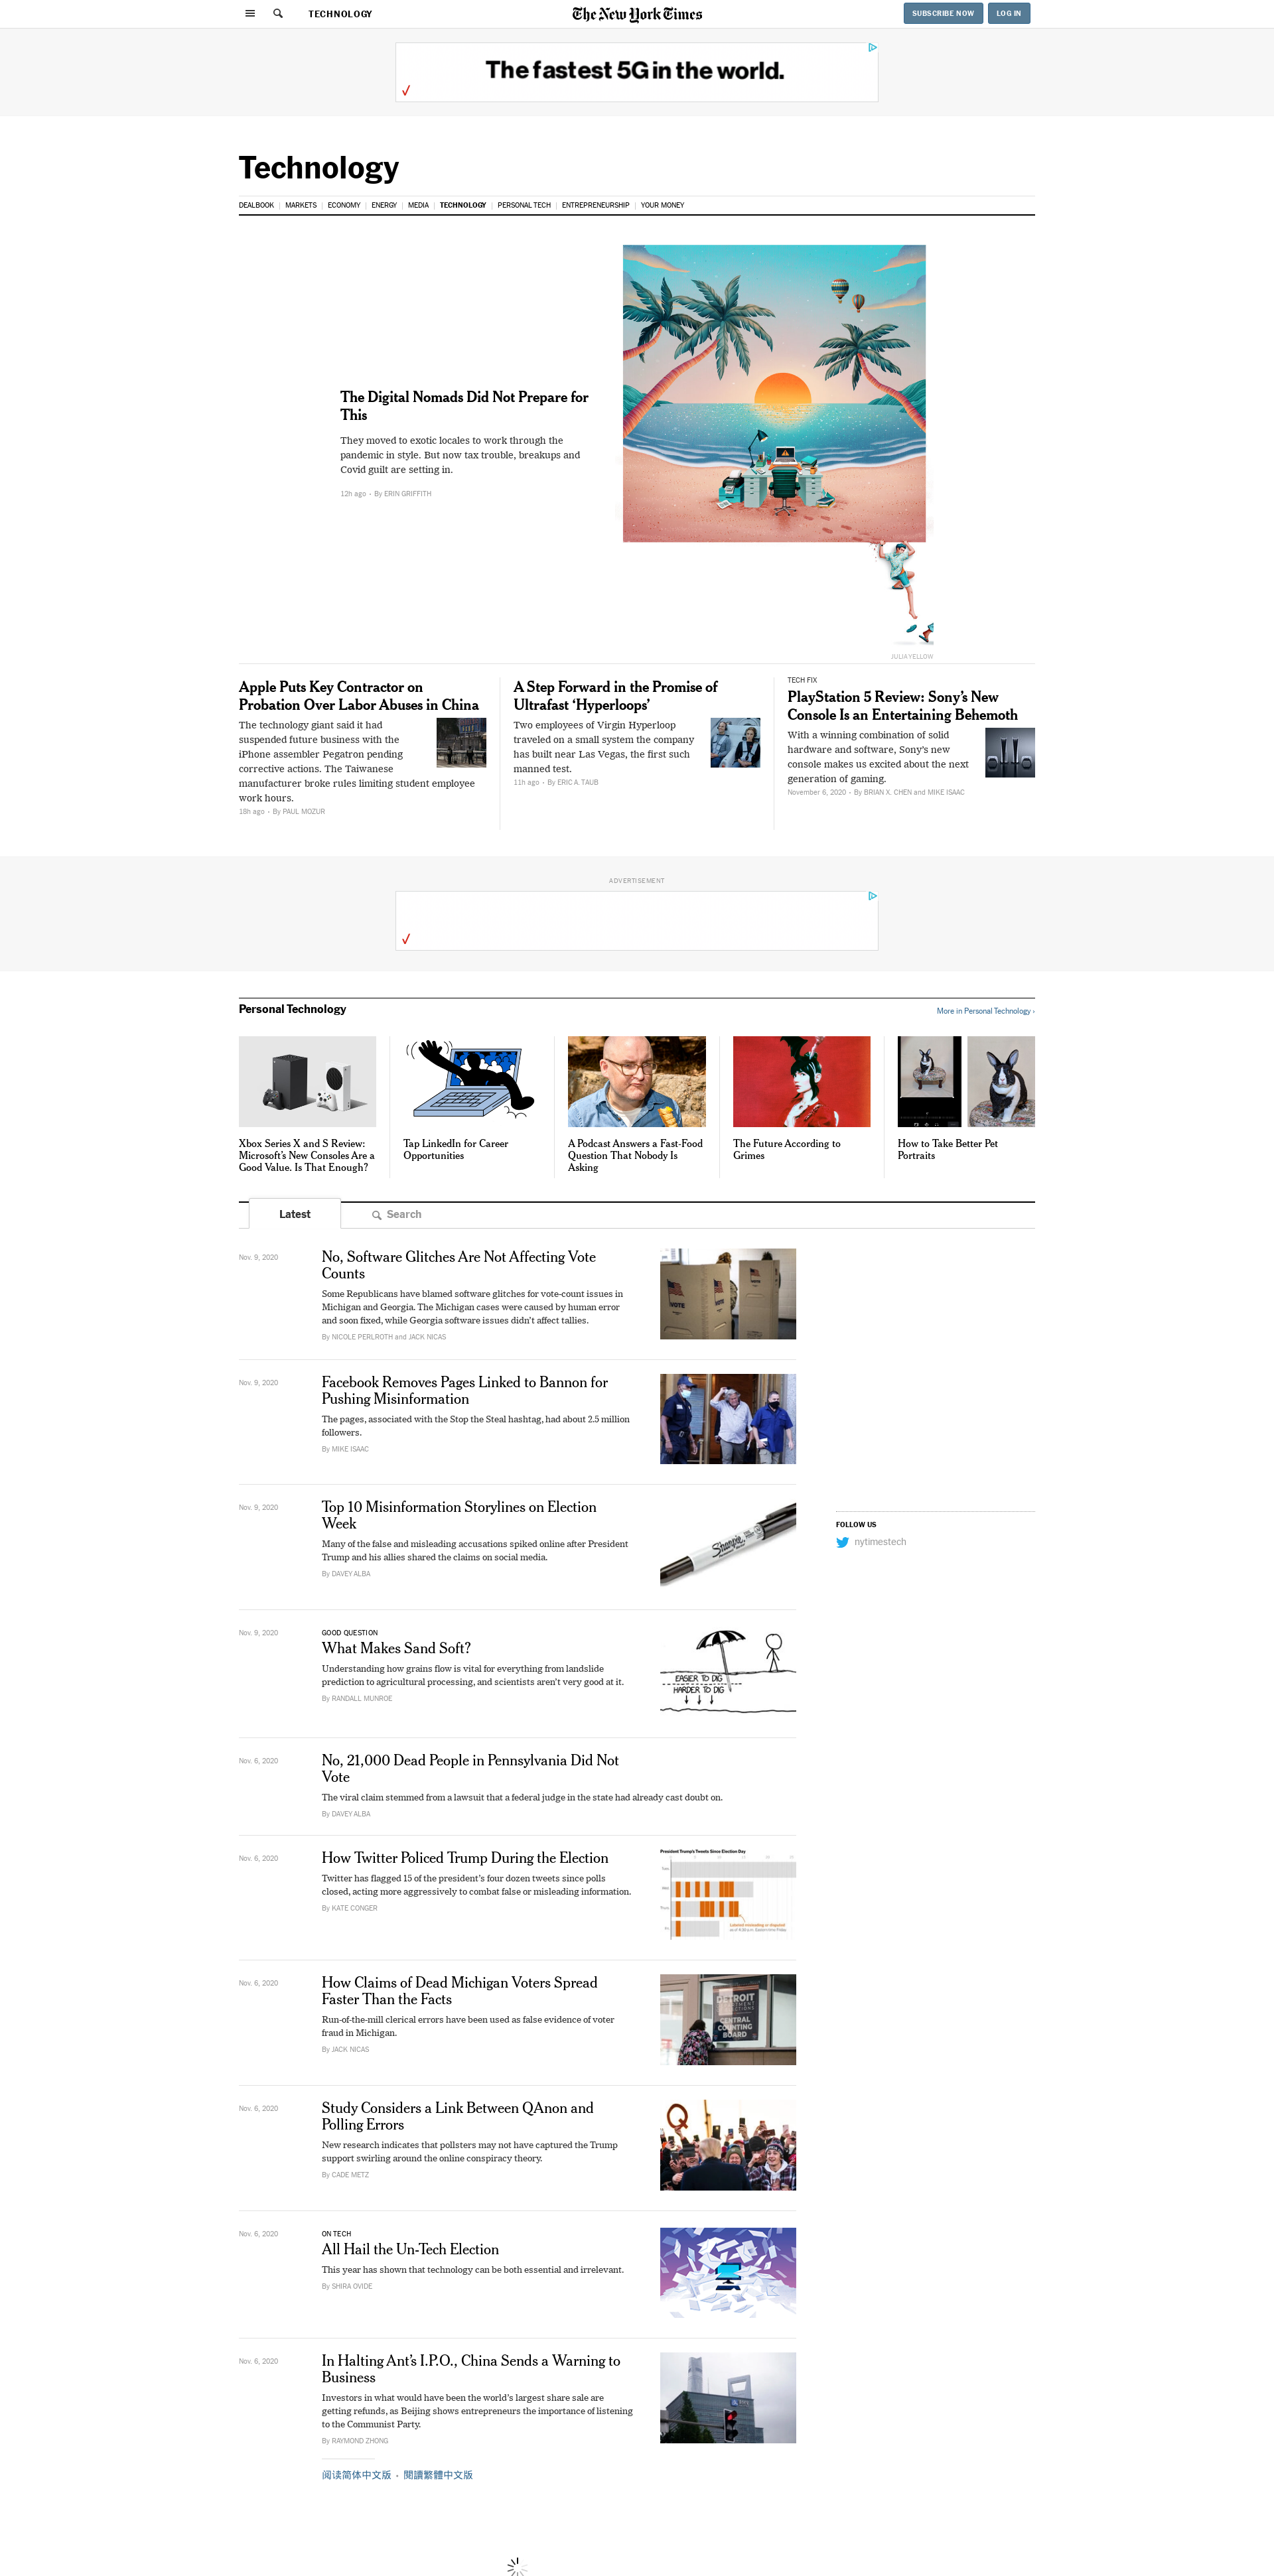 TECHNOLOGY
The New York Times
SUBSCRIBE NOW
LOG IN
The fastest 5G in the world.
Technology
DEALBOOK | MARKETS | ECONOMY | ENERGY | MEDIA | TECHNOLOGY | PERSONAL TECH | ENTREPRENEURSHIP | YOUR MONEY
The Digital Nomads Did Not Prepare for
This
They moved to exotic locales to work through the
pandemic in style. But now tax trouble, breakups and
Covid guilt are setting in.
12h ago • By ERIN GRIFFITH
JULIA YELLOW
Apple Puts Key Contractor on
Probation Over Labor Abuses in China
The technology giant said it had
suspended future business with the
iPhone assembler Pegatron pending
corrective actions. The Taiwanese
manufacturer broke rules limiting student employee
work hours.
18h ago • By PAUL MOZUR
A Step Forward in the Promise of
Ultrafast ‘Hyperloops’
Two employees of Virgin Hyperloop
traveled on a small system the company
has built near Las Vegas, the first such
manned test.
11h ago • By ERIC A. TAUB
TECH FIX
PlayStation 5 Review: Sony’s New
Console Is an Entertaining Behemoth
With a winning combination of solid
hardware and software, Sony’s new
console makes us excited about the next
generation of gaming.
November 6, 2020 • By BRIAN X. CHEN and MIKE ISAAC
ADVERTISEMENT
Personal Technology
More in Personal Technology ›
Xbox Series X and S Review:
Microsoft’s New Consoles Are a
Good Value. Is That Enough?
Tap LinkedIn for Career
Opportunities
A Podcast Answers a Fast-Food
Question That Nobody Is
Asking
The Future According to
Grimes
How to Take Better Pet
Portraits
Latest
Search
Nov. 9, 2020
No, Software Glitches Are Not Affecting Vote
Counts
Some Republicans have blamed software glitches for vote-count issues in
Michigan and Georgia. The Michigan cases were caused by human error
and soon fixed, while Georgia software issues didn’t affect tallies.
By NICOLE PERLROTH and JACK NICAS
VOTE
VOTE
Nov. 9, 2020
Facebook Removes Pages Linked to Bannon for
Pushing Misinformation
The pages, associated with the Stop the Steal hashtag, had about 2.5 million
followers.
By MIKE ISAAC
Nov. 9, 2020
Top 10 Misinformation Storylines on Election
Week
Many of the false and misleading accusations spiked online after President
Trump and his allies shared the claims on social media.
By DAVEY ALBA
Sharpie
FOLLOW US
nytimestech
Nov. 9, 2020
GOOD QUESTION
What Makes Sand Soft?
Understanding how grains flow is vital for everything from landslide
prediction to agricultural processing, and scientists aren’t very good at it.
By RANDALL MUNROE
EASIER TO DIG
HARDER TO DIG
Nov. 6, 2020
No, 21,000 Dead People in Pennsylvania Did Not
Vote
The viral claim stemmed from a lawsuit that a federal judge in the state had already cast doubt on.
By DAVEY ALBA
Nov. 6, 2020
How Twitter Policed Trump During the Election
Twitter has flagged 15 of the president’s four dozen tweets since polls
closed, acting more aggressively to combat false or misleading information.
By KATE CONGER
President Trump's Tweets Since Election Day
Labeled misleading or disputed
Nov. 6, 2020
How Claims of Dead Michigan Voters Spread
Faster Than the Facts
Run-of-the-mill clerical errors have been used as false evidence of voter
fraud in Michigan.
By JACK NICAS
DETROIT
CENTRAL
COUNTING
BOARD
Nov. 6, 2020
Study Considers a Link Between QAnon and
Polling Errors
New research indicates that pollsters may not have captured the Trump
support swirling around the online conspiracy theory.
By CADE METZ
Q
Nov. 6, 2020
ON TECH
All Hail the Un-Tech Election
This year has shown that technology can be both essential and irrelevant.
By SHIRA OVIDE
Nov. 6, 2020
In Halting Ant’s I.P.O., China Sends a Warning to
Business
Investors in what would have been the world’s largest share sale are
getting refunds, as Beijing shows entrepreneurs the importance of listening
to the Communist Party.
By RAYMOND ZHONG
阅读简体中文版 • 閱讀繁體中文版